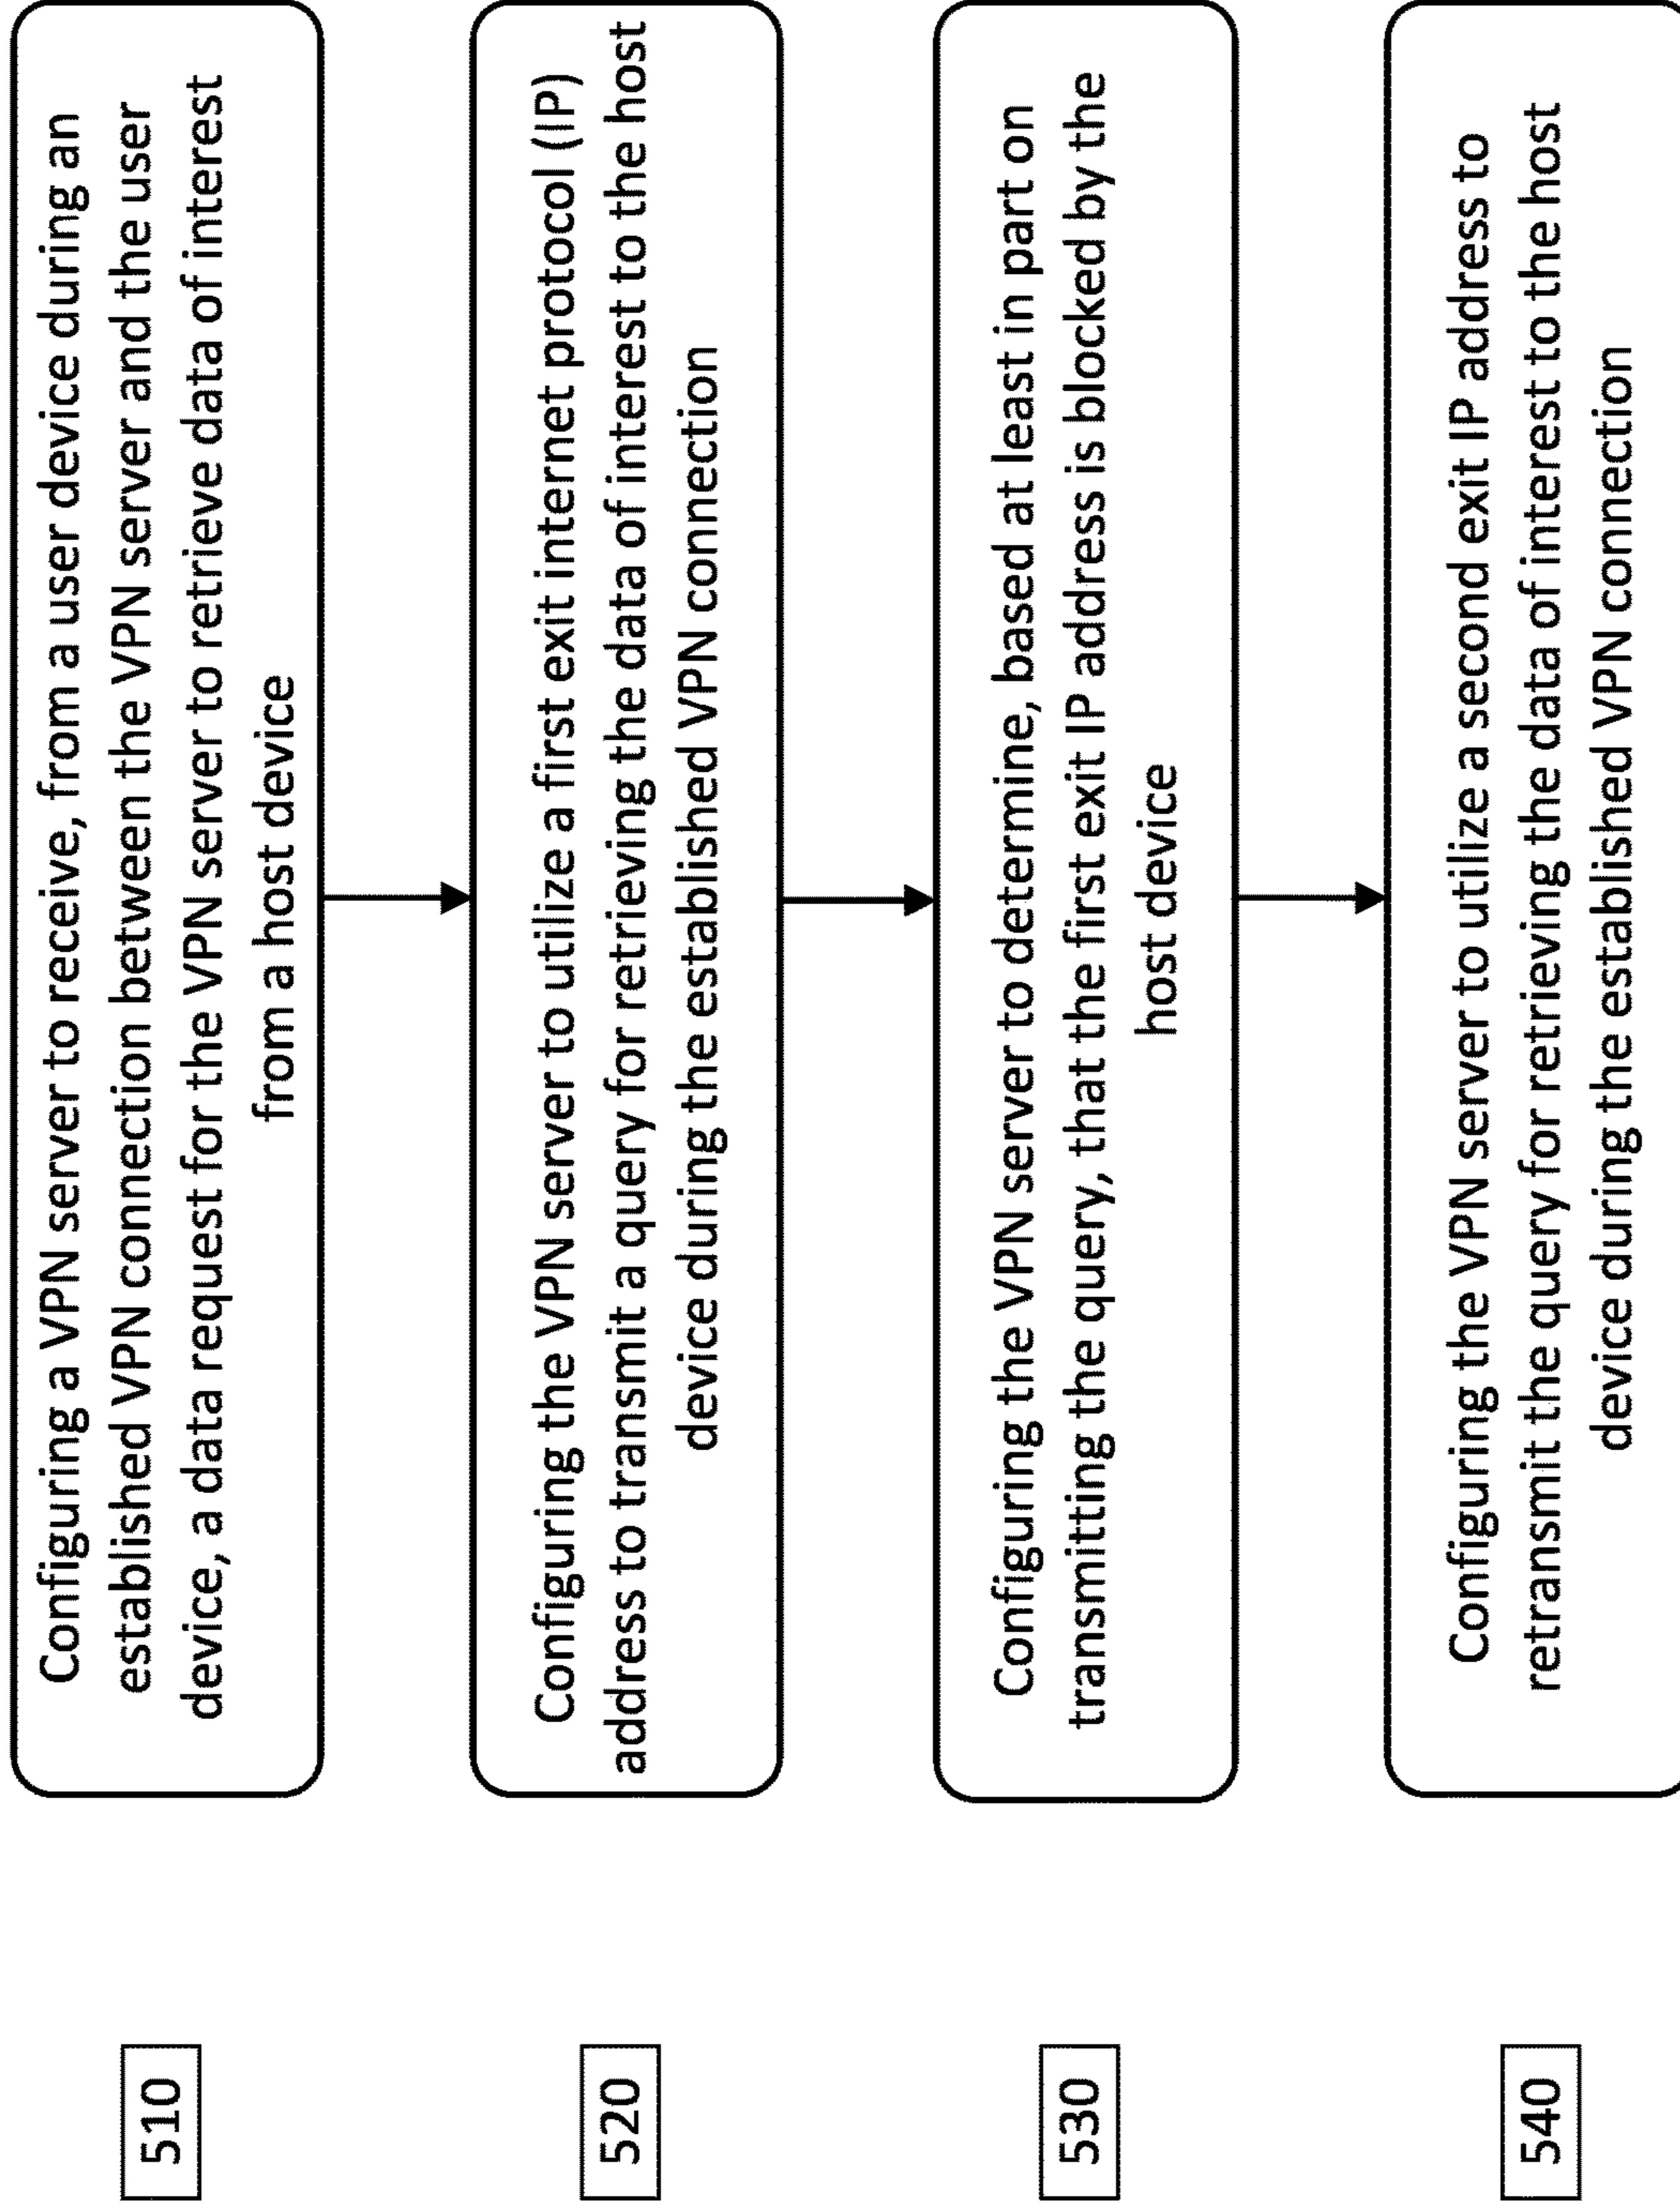 510
Configuring a VPN server to receive, from a user device during an
established VPN connection between the VPN server and the user
device, a data request for the VPN server to retrieve data of interest
from a host device
520
Configuring the VPN server to utilize a first exit internet protocol (IP)
address to transmit a query for retrieving the data of interest to the host
device during the established VPN connection
530
Configuring the VPN server to determine, based at least in part on
transmitting the query, that the first exit IP address is blocked by the
host device
540
Configuring the VPN server to utilize a second exit IP address to
retransmit the query for retrieving the data of interest to the host
device during the established VPN connection